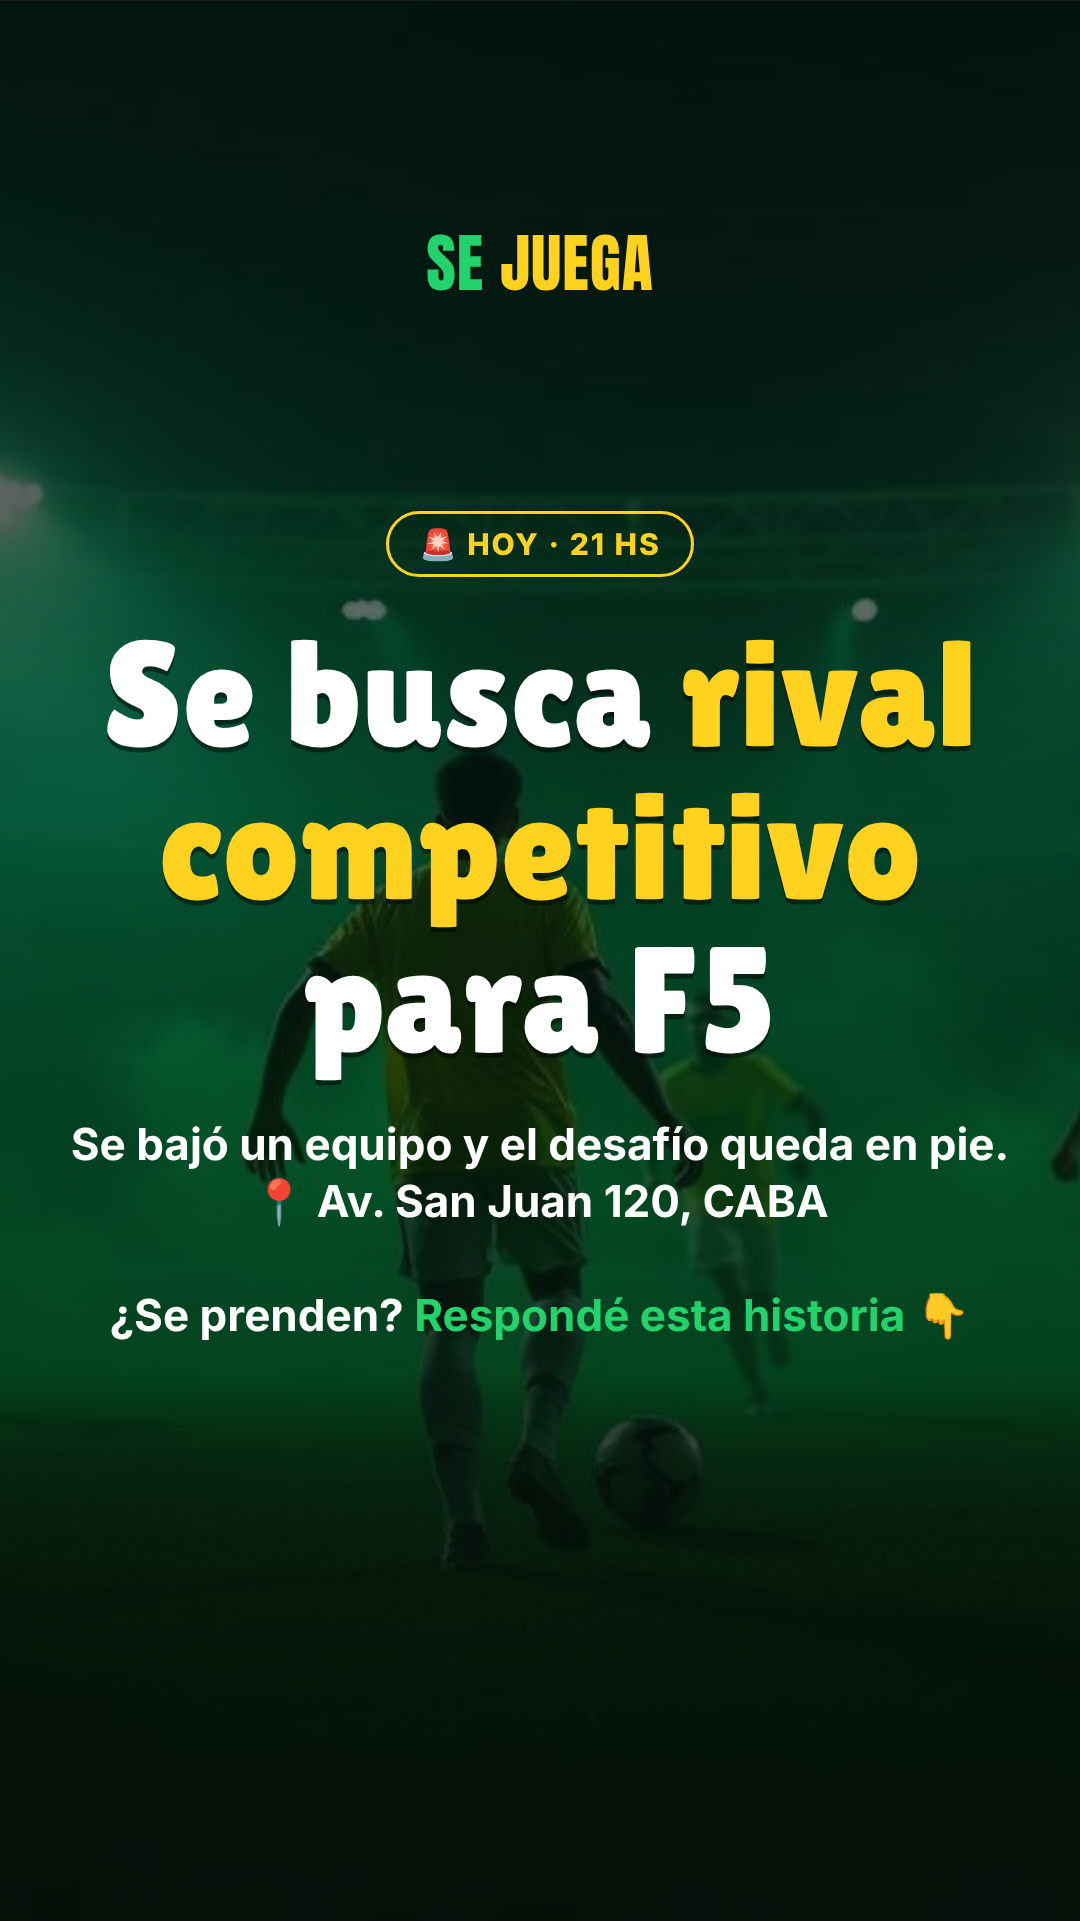 SE JUEGA
🚨 HOY · 21 HS
Se busca rival
competitivo
para F5
Se bajó un equipo y el desafío queda en pie.
📍 Av. San Juan 120, CABA
¿Se prenden? Respondé esta historia 👇